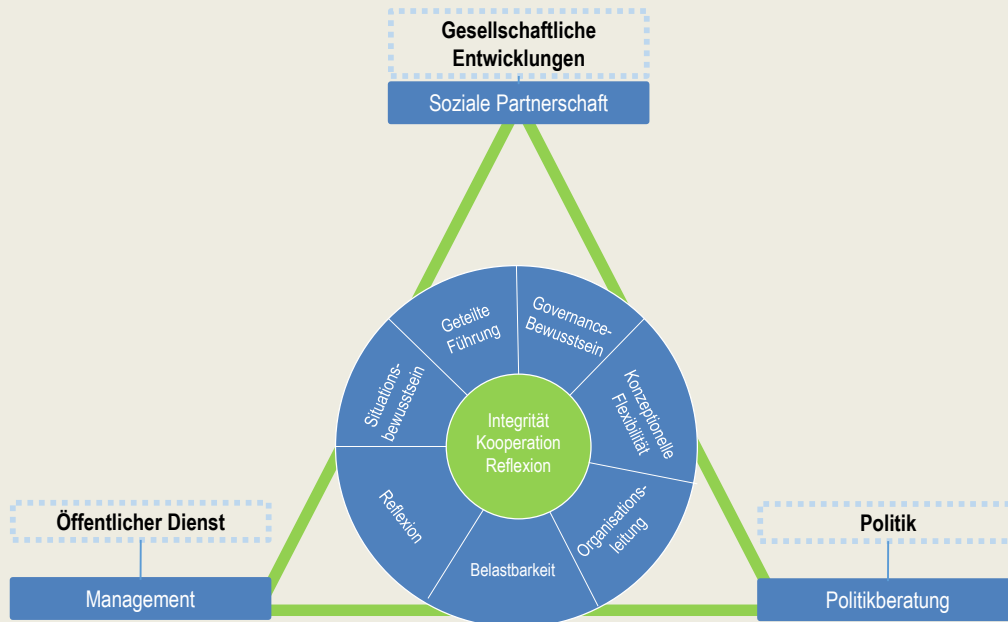 Gesellschaftliche
Entwicklungen
Soziale Partnerschaft
Geteilte
Führung
Governance-
Bewusstsein
Situations-
bewusstsein
Konzeptionelle
Flexibilität
Integrität
Kooperation
Reflexion
Reflexion
Organisations-
leitung
Belastbarkeit
Öffentlicher Dienst
Management
Politik
Politikberatung